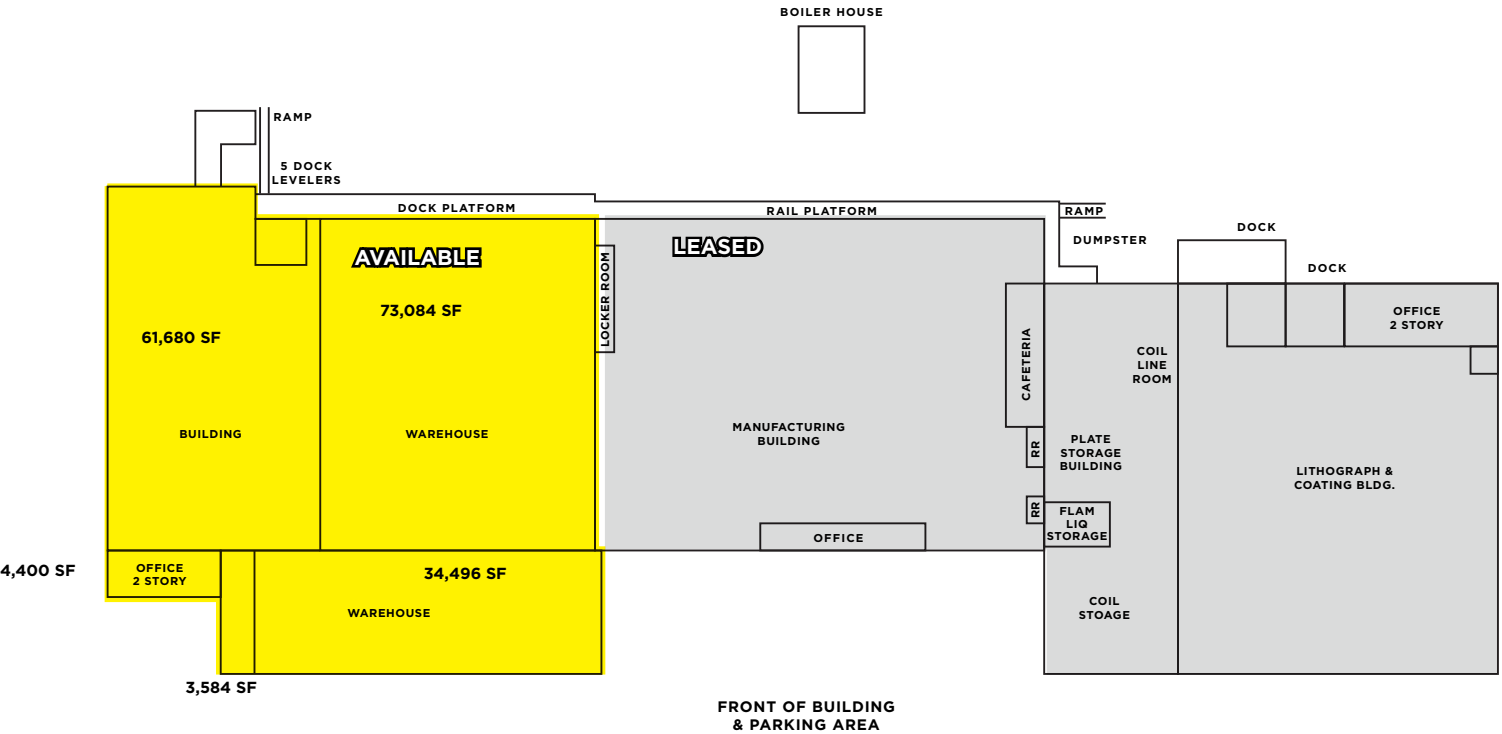 BOILER HOUSE
RAMP
5 DOCK
LEVELERS
DOCK PLATFORM
RAIL PLATFORM
RAMP
DUMPSTER
DOCK
DOCK
AVAILABLE
LEASED
LOCKER ROOM
73,084 SF
61,680 SF
OFFICE
2 STORY
CAFETERIA
COIL
LINE
ROOM
BUILDING
WAREHOUSE
MANUFACTURING
BUILDING
RR
PLATE
STORAGE
BUILDING
LITHOGRAPH &
COATING BLDG.
RR
FLAM
LIQ
STORAGE
OFFICE
4,400 SF
OFFICE
2 STORY
34,496 SF
WAREHOUSE
COIL
STOAGE
3,584 SF
FRONT OF BUILDING
& PARKING AREA